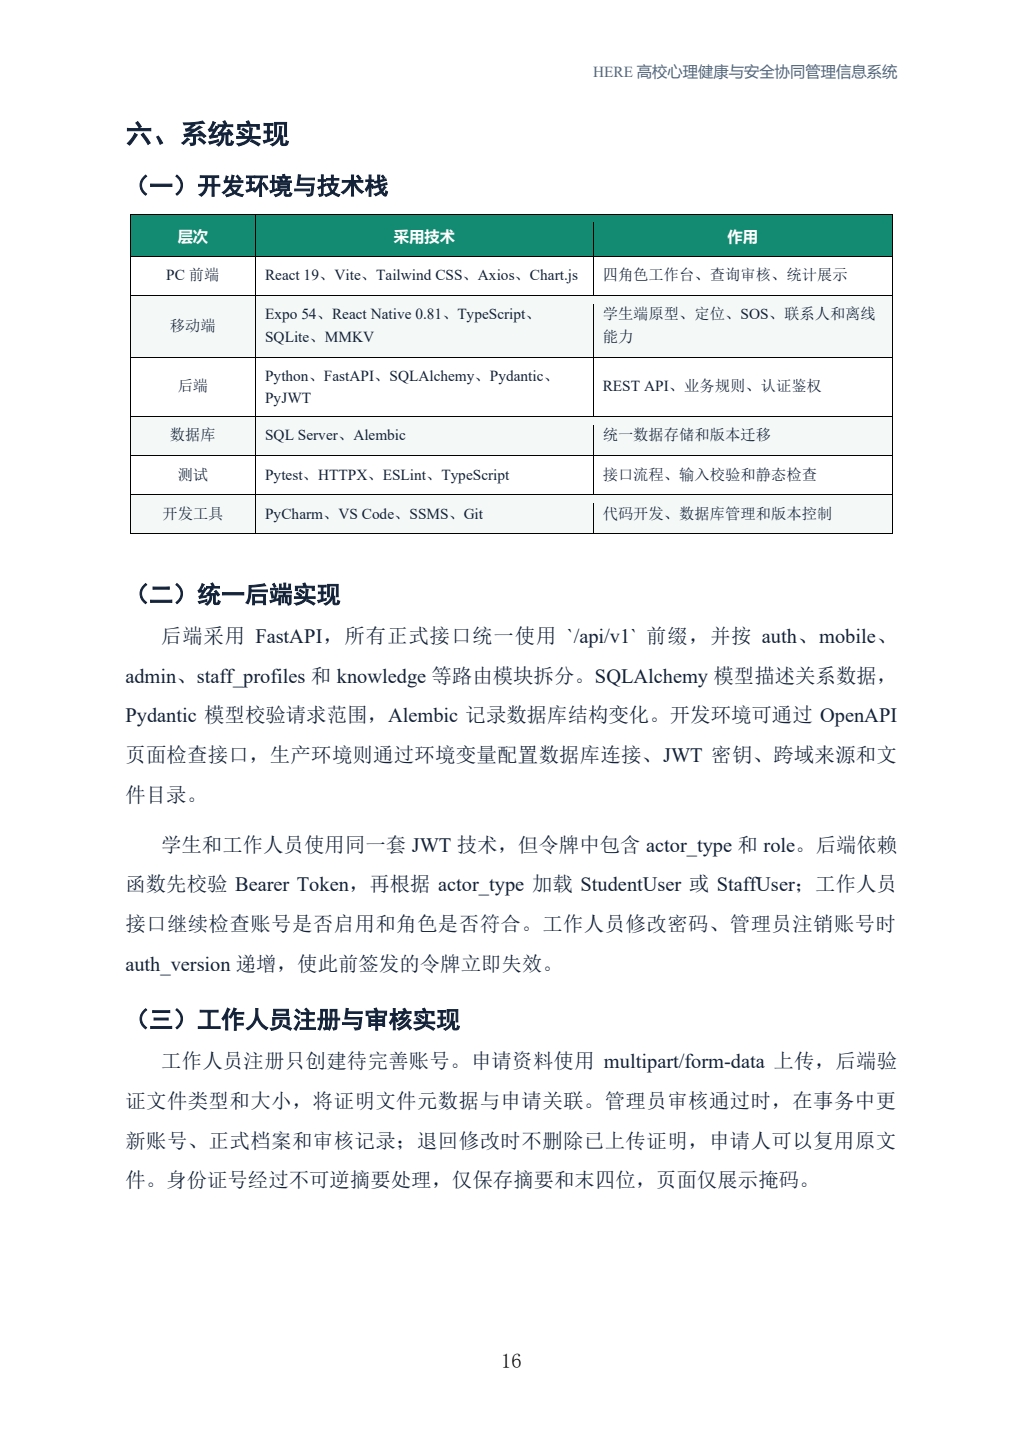 HERE 高校心理健康与安全协同管理信息系统
六、系统实现
（一）开发环境与技术栈
层次 采用技术 作用
PC 前端 React 19、Vite、Tailwind CSS、Axios、Chart.js 四角色工作台、查询审核、统计展示
移动端 Expo 54、React Native 0.81、TypeScript、 学生端原型、定位、SOS、联系人和离线
SQLite、MMKV 能力
后端 Python、FastAPI、SQLAlchemy、Pydantic、 REST API、业务规则、认证鉴权
PyJWT
数据库 SQL Server、Alembic 统一数据存储和版本迁移
测试 Pytest、HTTPX、ESLint、TypeScript 接口流程、输入校验和静态检查
开发工具 PyCharm、VS Code、SSMS、Git 代码开发、数据库管理和版本控制
（二）统一后端实现
后端采用 FastAPI，所有正式接口统一使用 `/api/v1` 前缀，并按 auth、mobile、
admin、staff_profiles 和 knowledge 等路由模块拆分。SQLAlchemy 模型描述关系数据，
Pydantic 模型校验请求范围，Alembic 记录数据库结构变化。开发环境可通过 OpenAPI
页面检查接口，生产环境则通过环境变量配置数据库连接、JWT 密钥、跨域来源和文
件目录。
学生和工作人员使用同一套 JWT 技术，但令牌中包含 actor_type 和 role。后端依赖
函数先校验 Bearer Token，再根据 actor_type 加载 StudentUser 或 StaffUser；工作人员
接口继续检查账号是否启用和角色是否符合。工作人员修改密码、管理员注销账号时
auth_version 递增，使此前签发的令牌立即失效。
（三）工作人员注册与审核实现
工作人员注册只创建待完善账号。申请资料使用 multipart/form-data 上传，后端验
证文件类型和大小，将证明文件元数据与申请关联。管理员审核通过时，在事务中更
新账号、正式档案和审核记录；退回修改时不删除已上传证明，申请人可以复用原文
件。身份证号经过不可逆摘要处理，仅保存摘要和末四位，页面仅展示掩码。
16